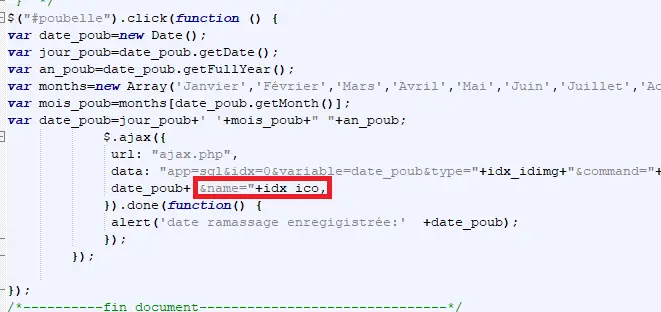 } */
$("#poubelle").click(function () {
var date_poub=new Date();
var jour_poub=date_poub.getDate();
var an_poub=date_poub.getFullYear();
var months=new Array('Janvier','Février','Mars','Avril','Mai','Juin','Juillet','Ao
var mois_poub=months[date_poub.getMonth()];
var date_poub=jour_poub+' '+mois_poub+" "+an_poub;
$.ajax({
url: "ajax.php",
data: "app=sql&idx=0&variable=date_poub&type="+idx_idimg+"&command="+
date_poub+ &name="+idx_ico,
}).done(function() {
alert('date ramassage enregigistrée:' +date_poub);
});
});
});
/*----------fin document-------------------------------*/